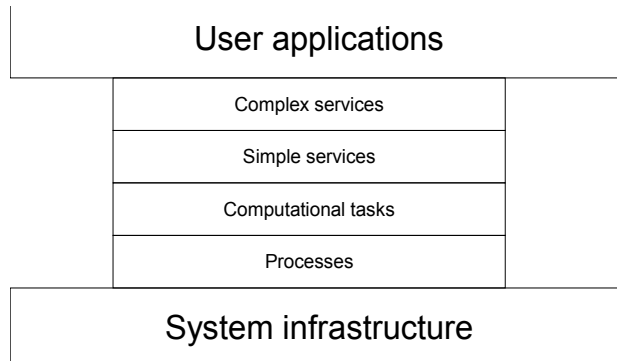 User applications
Complex services
Simple services
Computational tasks
Processes
System infrastructure